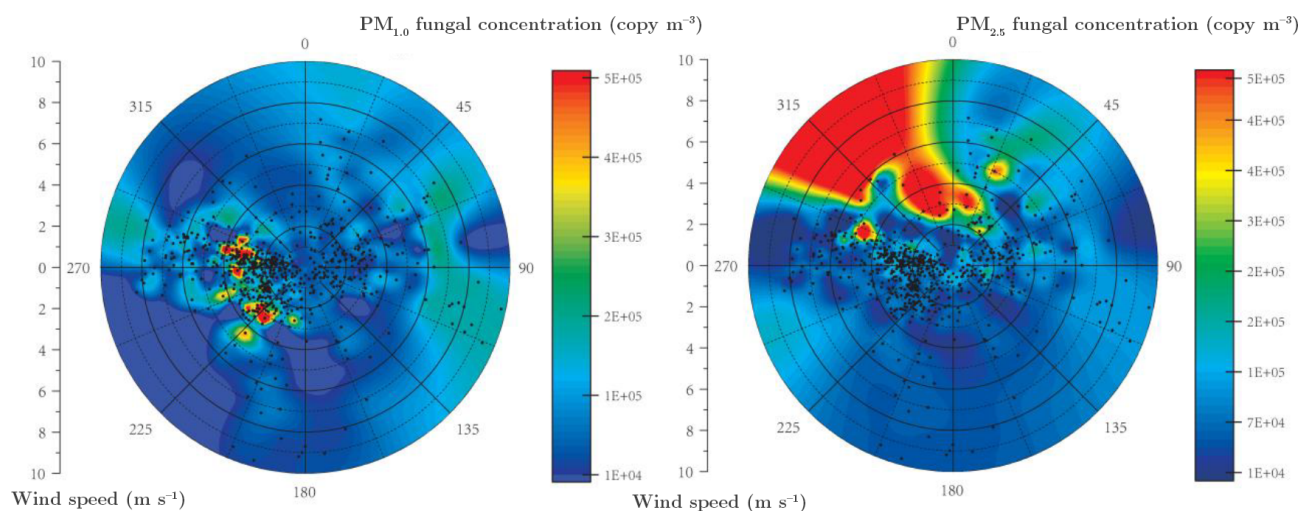 PM1.0 fungal concentration (copy m⁻³)
0
10
8
6
4
2
0
2
4
6
8
10
315
45
270
90
225
135
180
5E+05
4E+05
3E+05
2E+05
1E+05
1E+04
Wind speed (m s⁻¹)
PM2.5 fungal concentration (copy m⁻³)
0
10
8
6
4
2
0
2
4
6
8
10
315
45
270
90
225
135
180
5E+05
4E+05
3E+05
2E+05
2E+05
1E+05
7E+04
1E+04
Wind speed (m s⁻¹)